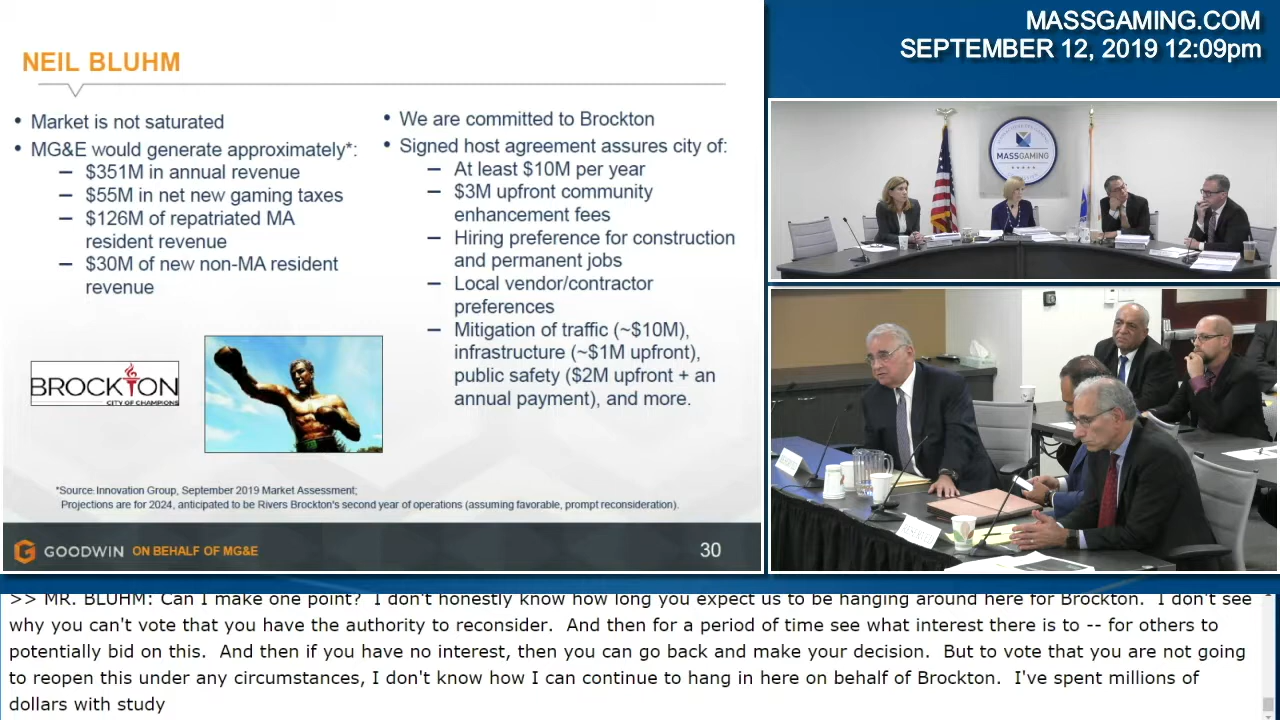 MASSGAMING.COM
SEPTEMBER 12, 2019 12:09pm
NEIL BLUHM
• Market is not saturated
• MG&E would generate approximately*:
– $351M in annual revenue
– $55M in net new gaming taxes
– $126M of repatriated MA
resident revenue
– $30M of new non-MA resident
revenue
• We are committed to Brockton
• Signed host agreement assures city of:
– At least $10M per year
– $3M upfront community
enhancement fees
– Hiring preference for construction
and permanent jobs
– Local vendor/contractor
preferences
– Mitigation of traffic (~$10M),
infrastructure (~$1M upfront),
public safety ($2M upfront + an
annual payment), and more.
BROCKTON
CITY OF CHAMPIONS
*Source: Innovation Group, September 2019 Market Assessment;
Projections are for 2024, anticipated to be Rivers Brockton's second year of operations (assuming favorable, prompt reconsideration).
GOODWIN ON BEHALF OF MG&E
30
MASSGAMING
RESERVED
>> MR. BLUHM: Can I make one point? I don't honestly know how long you expect us to be hanging around here for Brockton. I don't see
why you can't vote that you have the authority to reconsider. And then for a period of time see what interest there is to -- for others to
potentially bid on this. And then if you have no interest, then you can go back and make your decision. But to vote that you are not going
to reopen this under any circumstances, I don't know how I can continue to hang in here on behalf of Brockton. I've spent millions of
dollars with study